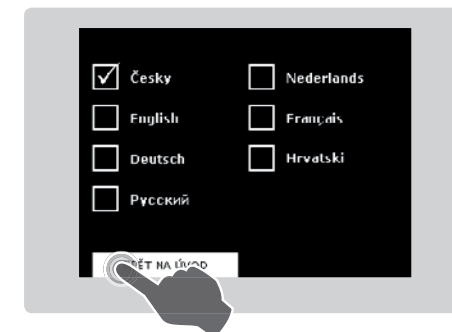 Česky
English
Deutsch
Русский
Nederlands
Français
Hrvatski
NA ÚVOD